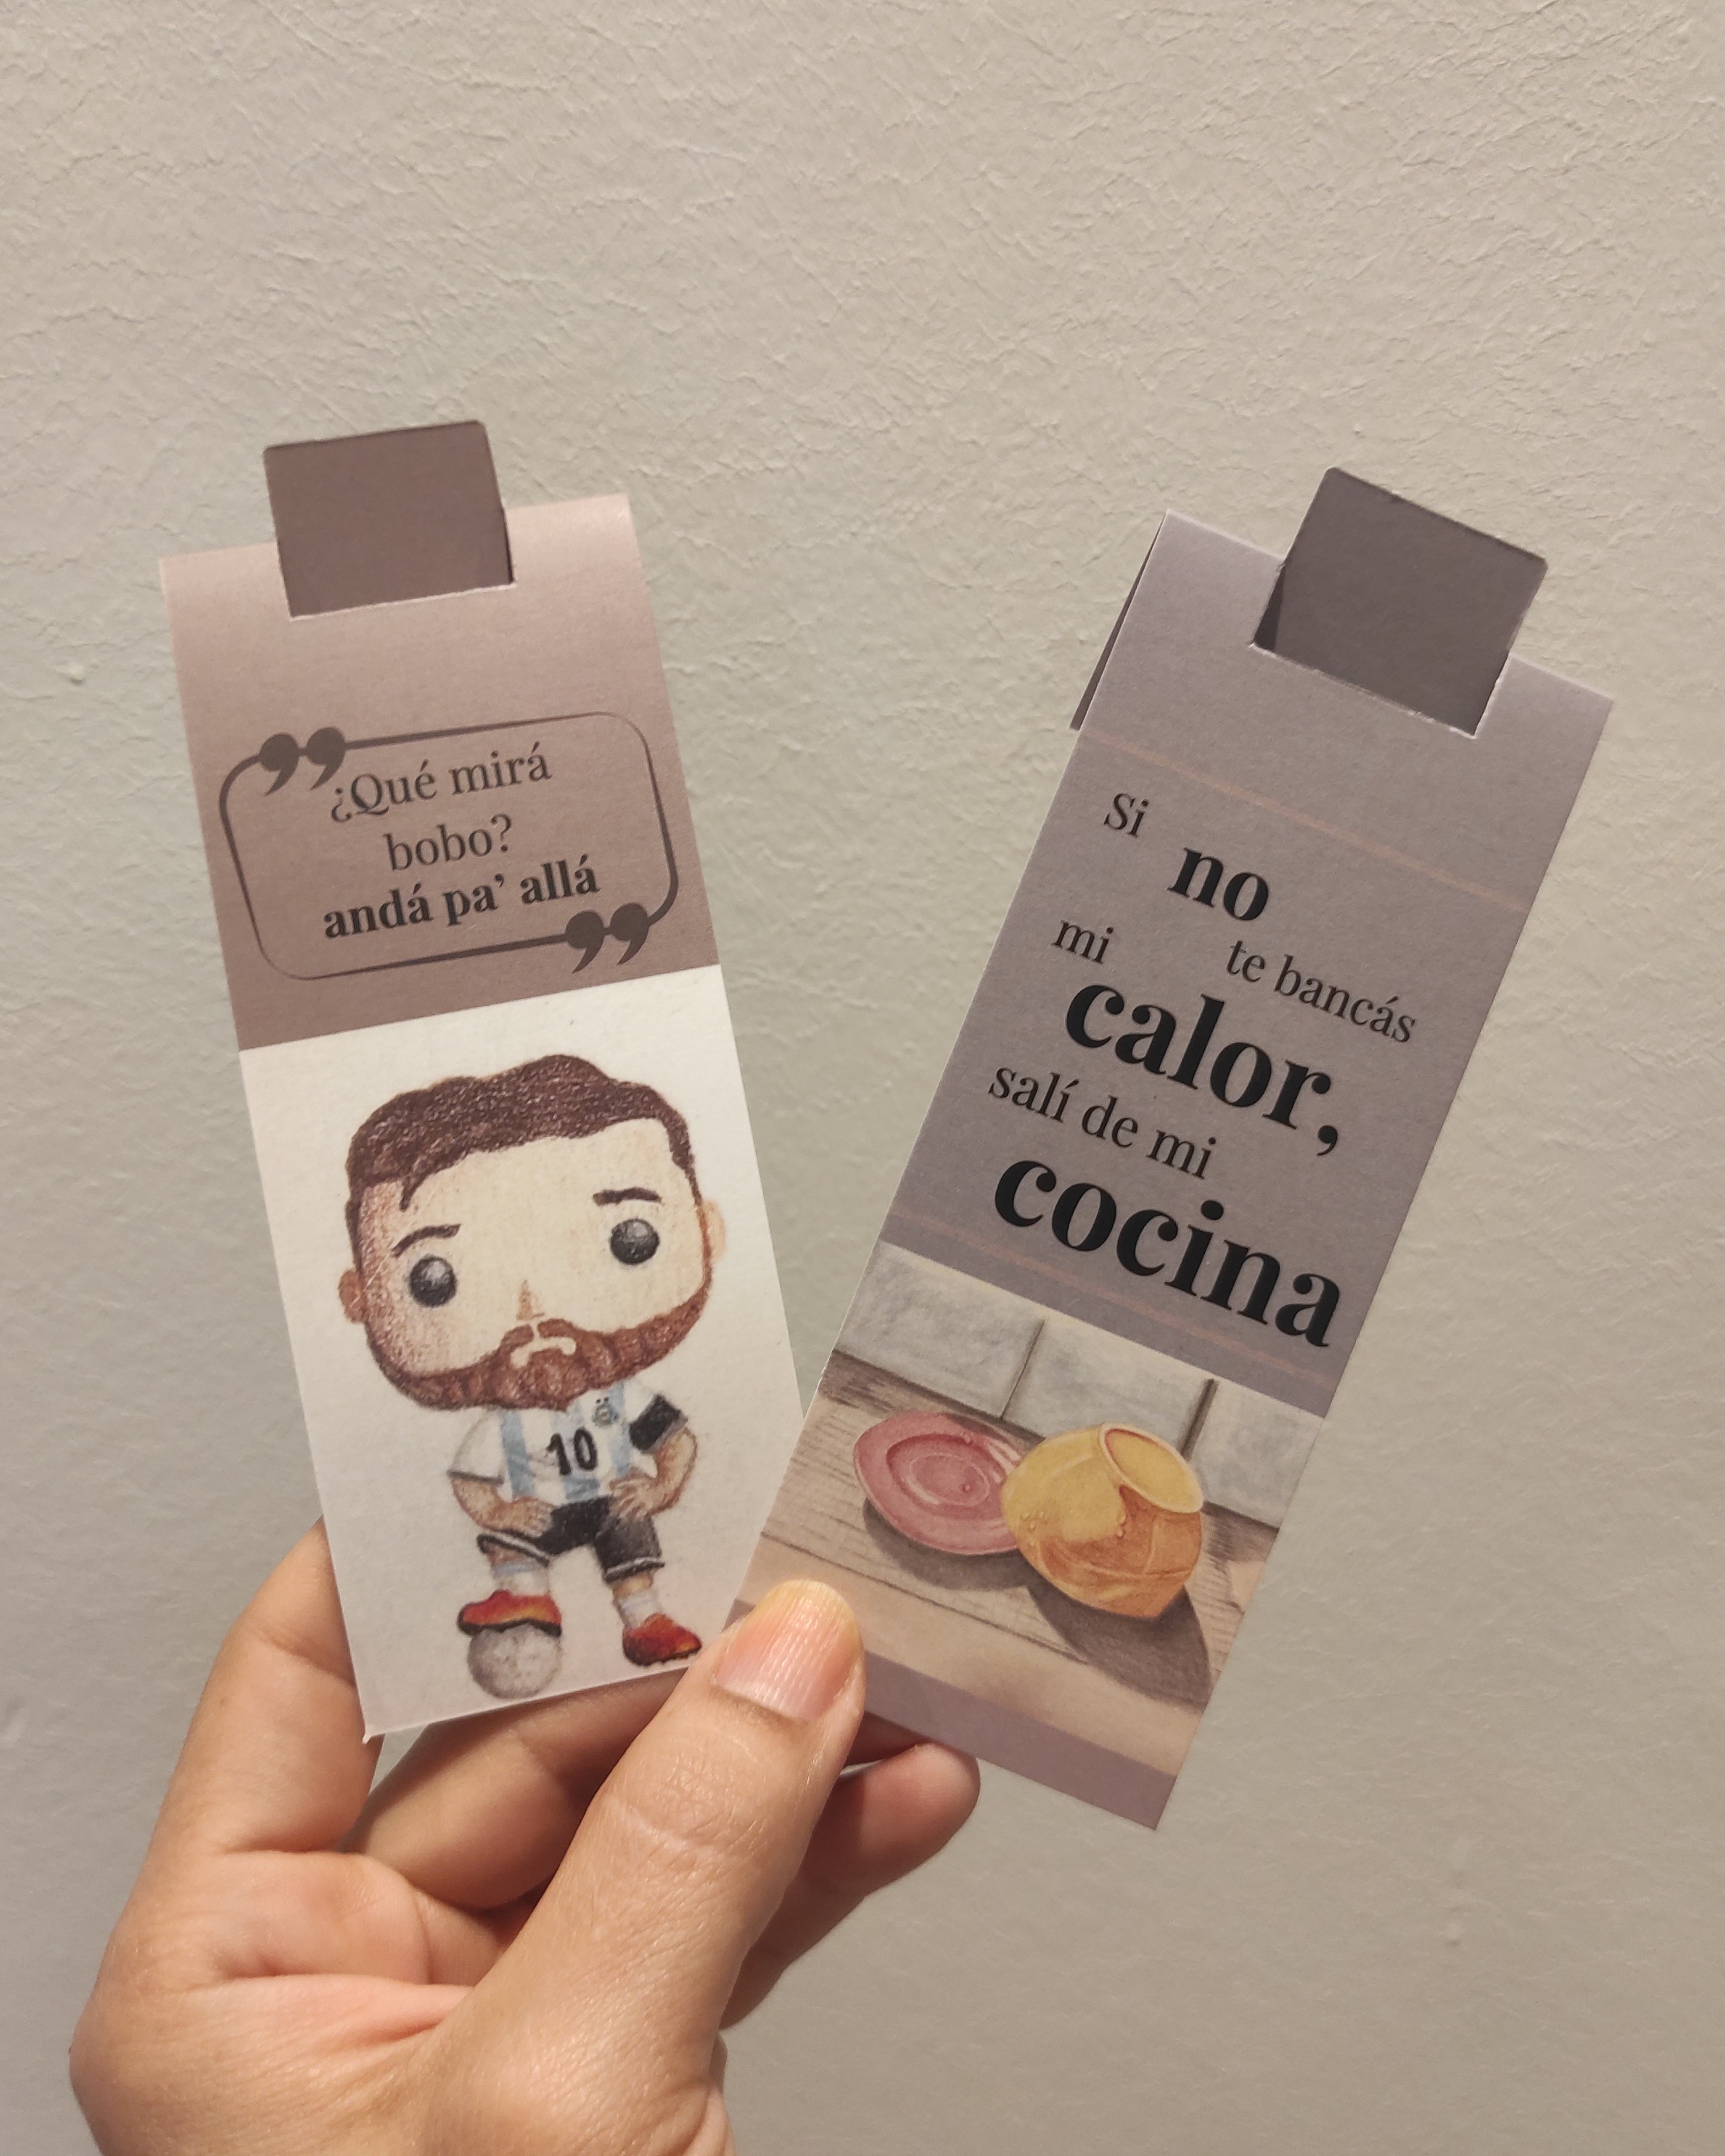 ¿Qué mirá
bobo?
andá pa' allá
10
Si
no
te bancás
mi
calor,
salí de mi
cocina